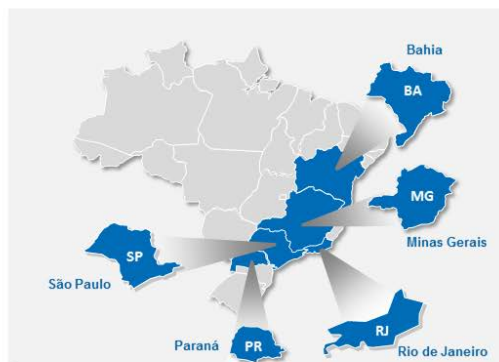 Bahia
BA
MG
Minas Gerais
SP
São Paulo
Paraná
PR
RJ
Rio de Janeiro